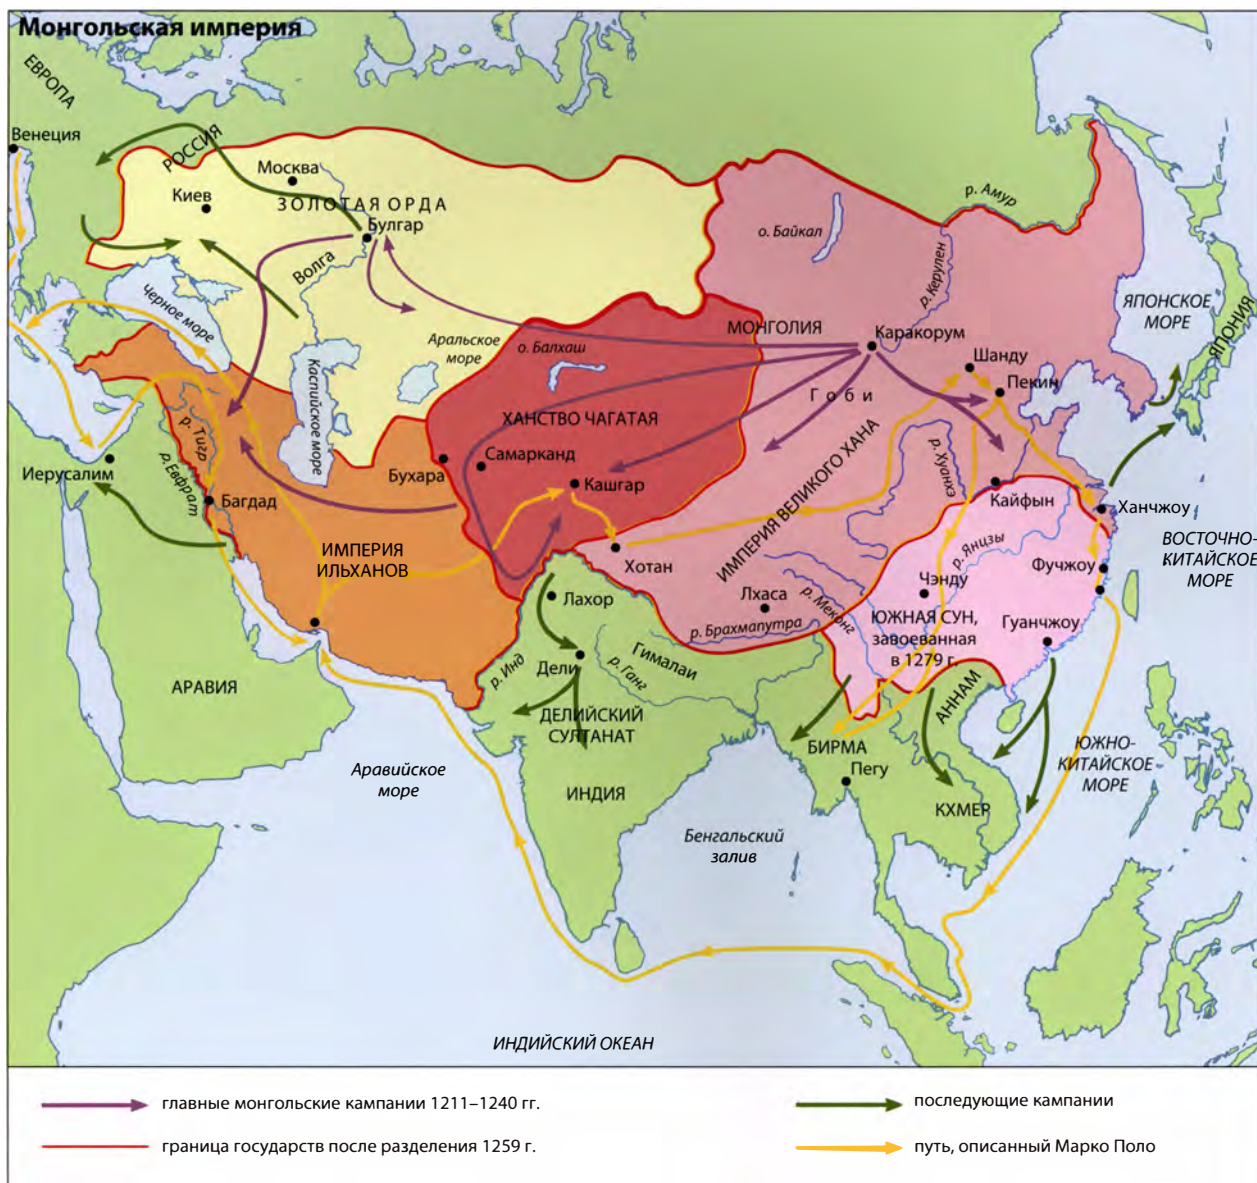 Монгольская империя
ЕВРОПА
Венеция
РОССИЯ
Москва
Киев
ЗОЛОТАЯ ОРДА
Булгар
Волга
Черное море
Каспийское море
Аральское
море
о. Балхаш
о. Байкал
р. Амур
р. Керулен
МОНГОЛИЯ
Каракорум
ЯПОНСКОЕ
МОРЕ
ЯПОНИЯ
Шанду
Пекин
Гоби
ХАНСТВО ЧАГАТАЯ
Самарканд
Бухара
Кашгар
ИМПЕРИЯ ВЕЛИКОГО ХАНА
р. Хуанхэ
Кайфын
Ханчжоу
р. Тигр
р. Евфрат
Иерусалим
Багдад
ИМПЕРИЯ
ИЛЬХАНОВ
Хотан
р. Янцзы
ВОСТОЧНО-
КИТАЙСКОЕ
МОРЕ
Фучжоу
Чэнду
Лхаса
р. Меконг
Лахор
ЮЖНАЯ СУН,
завоеванная
в 1279 г.
Гуанчжоу
р. Брахмапутра
Гималаи
р. Инд
Дели
р. Ганг
АРАВИЯ
ДЕЛИЙСКИЙ
СУЛТАНАТ
АННАМ
БИРМА
Пегу
ЮЖНО-
КИТАЙСКОЕ
МОРЕ
Аравийское
море
ИНДИЯ
КХМЕР
Бенгальский
залив
ИНДИЙСКИЙ ОКЕАН
главные монгольские кампании 1211–1240 гг.
последующие кампании
граница государств после разделения 1259 г.
путь, описанный Марко Поло